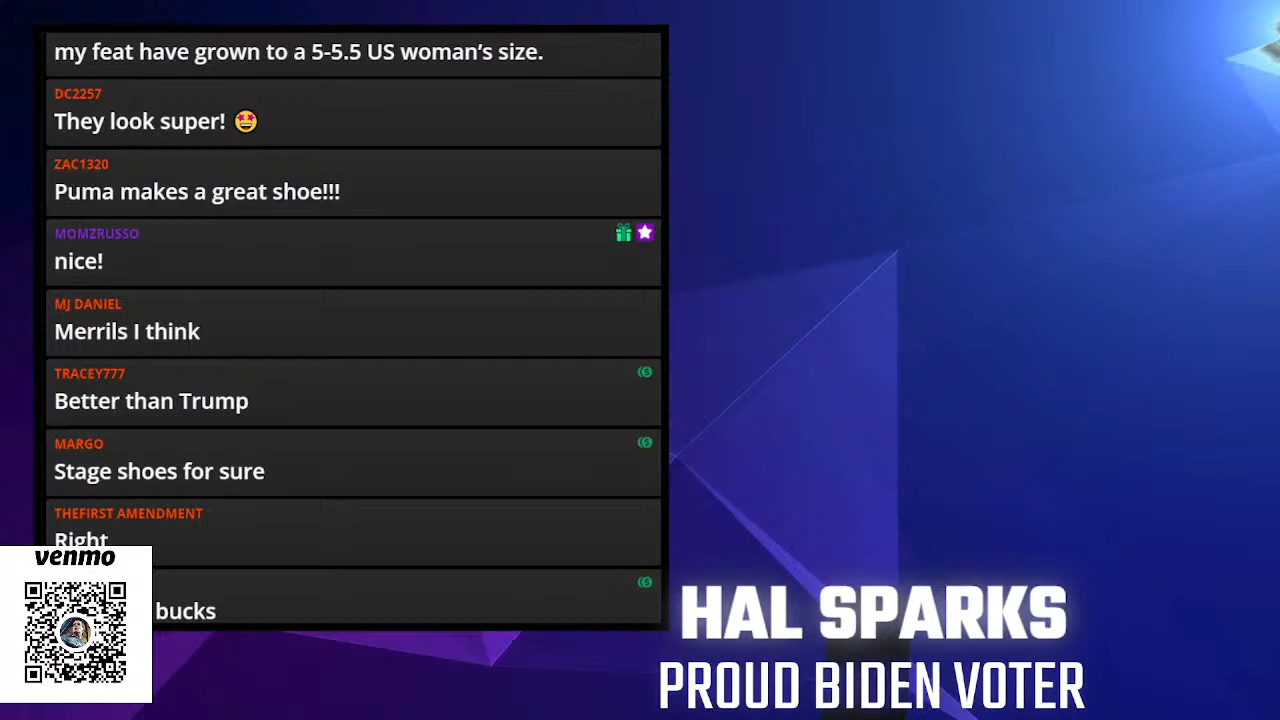 my feat have grown to a 5-5.5 US woman’s size.
DC2257
They look super! 🤩
ZAC1320
Puma makes a great shoe!!!
MOMZRUSSO
nice!
MJ DANIEL
Merrils I think
TRACEY777
Better than Trump
MARGO
Stage shoes for sure
THEFIRST AMENDMENT
Right
bucks
venmo
HAL SPARKS
PROUD BIDEN VOTER